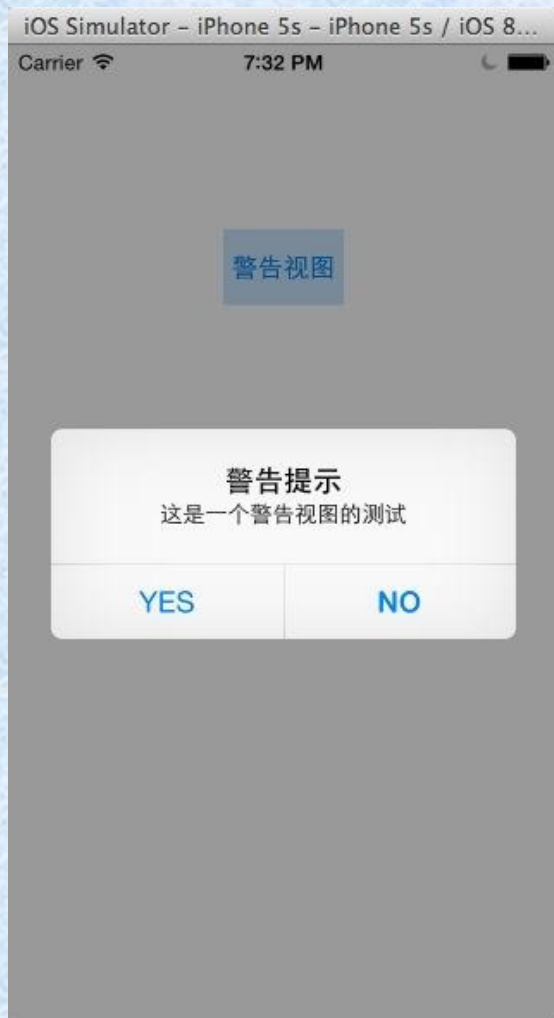 iOS Simulator – iPhone 5s – iPhone 5s / iOS 8...
Carrier 7:32 PM
警告视图
警告提示
这是一个警告视图的测试
YES NO